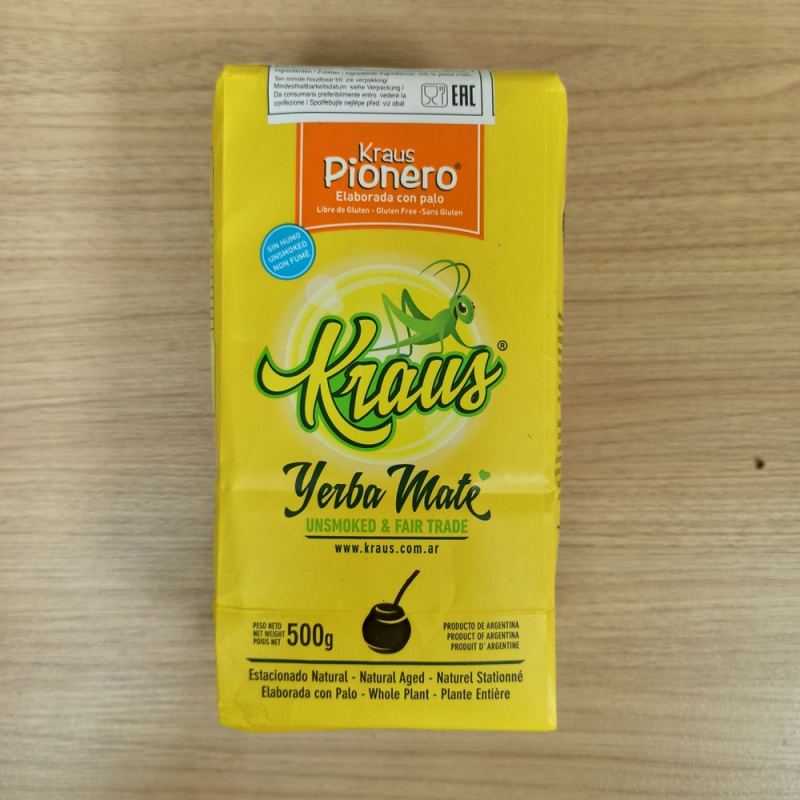 Ten minste houdbaar tot: zie verpakking/
Mindesthaltbarkeitsdatum: siehe Verpackung /
Da consumarsi preferibilmente entro: vedere la
confezione / Spotřebujte nejlépe před: viz obal
EAC
Kraus
Pionero®
Elaborada con palo
Libre de Gluten - Gluten Free -Sans Gluten
SIN HUMO
UNSMOKED
NON FUMÉ
Kraus®
Yerba Mate
UNSMOKED & FAIR TRADE
www.kraus.com.ar
PESO NETO
NET WEIGHT
POIDS NET
500g
PRODUCTO DE ARGENTINA
PRODUCT OF ARGENTINA
PRODUIT D' ARGENTINE
Estacionado Natural - Natural Aged - Naturel Stationné
Elaborada con Palo - Whole Plant - Plante Entière